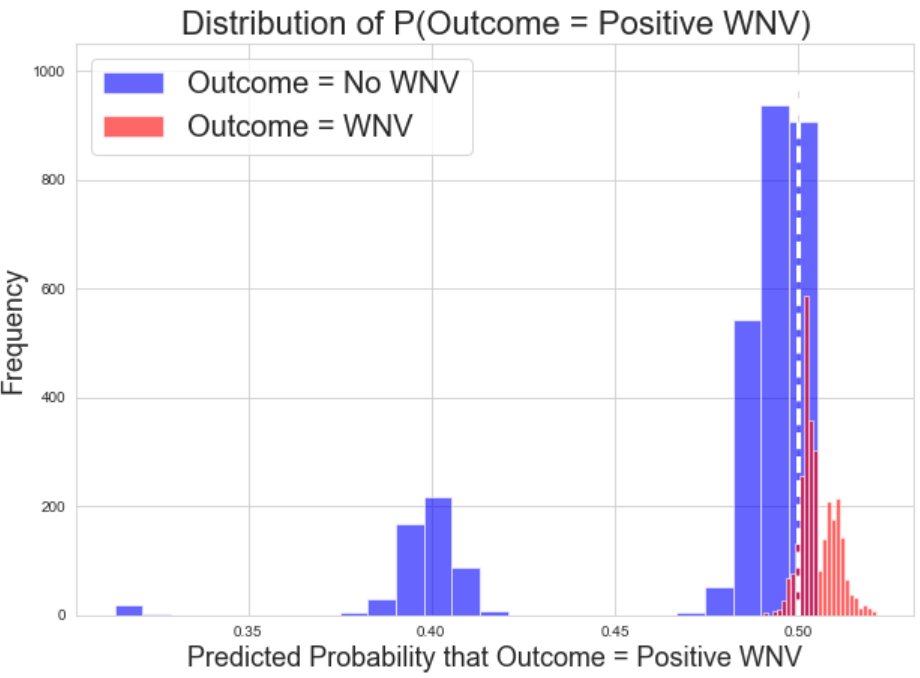 Distribution of P(Outcome = Positive WNV)
1000
800
600
400
200
0
Frequency
Outcome = No WNV
Outcome = WNV
0.35
0.40
0.45
0.50
Predicted Probability that Outcome = Positive WNV